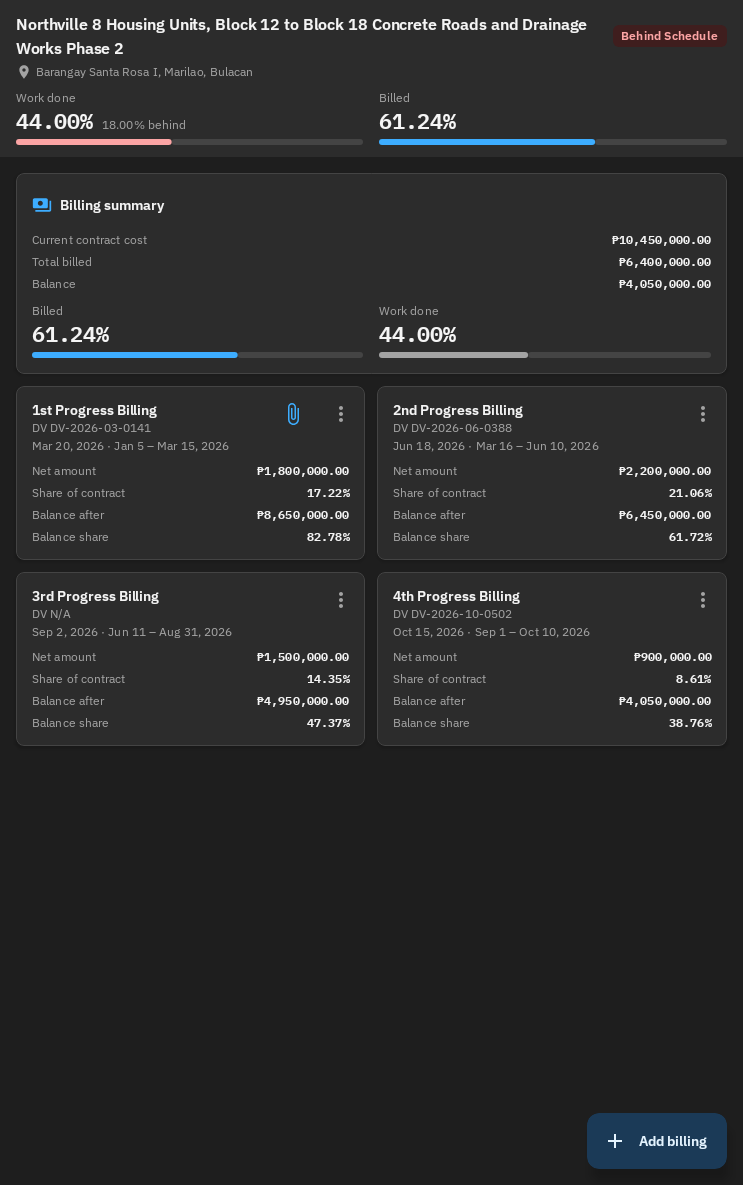 Northville 8 Housing Units, Block 12 to Block 18 Concrete Roads and Drainage
Works Phase 2
Behind Schedule
Barangay Santa Rosa I, Marilao, Bulacan
Work done
44.00% 18.00% behind
Billed
61.24%
Billing summary
Current contract cost ₱10,450,000.00
Total billed ₱6,400,000.00
Balance ₱4,050,000.00
Billed
61.24%
Work done
44.00%
1st Progress Billing
DV DV-2026-03-0141
Mar 20, 2026 · Jan 5 – Mar 15, 2026
Net amount ₱1,800,000.00
Share of contract 17.22%
Balance after ₱8,650,000.00
Balance share 82.78%
2nd Progress Billing
DV DV-2026-06-0388
Jun 18, 2026 · Mar 16 – Jun 10, 2026
Net amount ₱2,200,000.00
Share of contract 21.06%
Balance after ₱6,450,000.00
Balance share 61.72%
3rd Progress Billing
DV N/A
Sep 2, 2026 · Jun 11 – Aug 31, 2026
Net amount ₱1,500,000.00
Share of contract 14.35%
Balance after ₱4,950,000.00
Balance share 47.37%
4th Progress Billing
DV DV-2026-10-0502
Oct 15, 2026 · Sep 1 – Oct 10, 2026
Net amount ₱900,000.00
Share of contract 8.61%
Balance after ₱4,050,000.00
Balance share 38.76%
Add billing